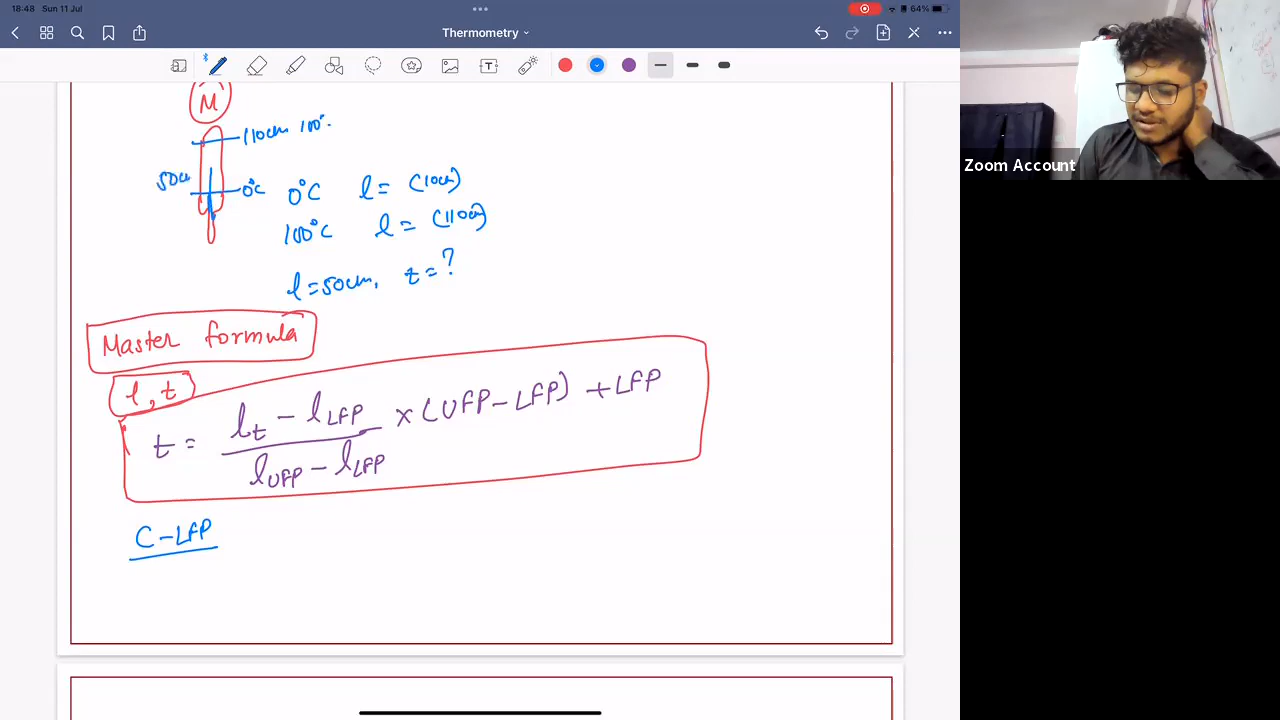 18:48 Sun 11 Jul
64%
Thermometry
M
110cm 100°
50cm
0°C
0°C l = (10cm)
100°C l = (110cm)
l = 50cm, t = ?
Master formula
l, t
t = (l_t - l_LFP) / (l_UFP - l_LFP) × (UFP - LFP) + LFP
C - LFP
Zoom Account